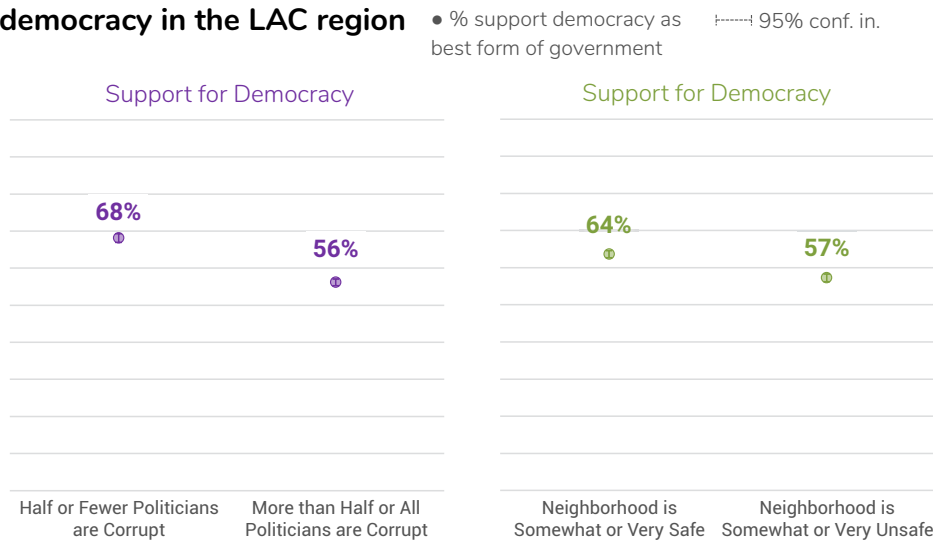 democracy in the LAC region
● % support democracy as
best form of government
95% conf. in.
Support for Democracy
68%
56%
Half or Fewer Politicians
are Corrupt
More than Half or All
Politicians are Corrupt
Support for Democracy
64%
57%
Neighborhood is
Somewhat or Very Safe
Neighborhood is
Somewhat or Very Unsafe